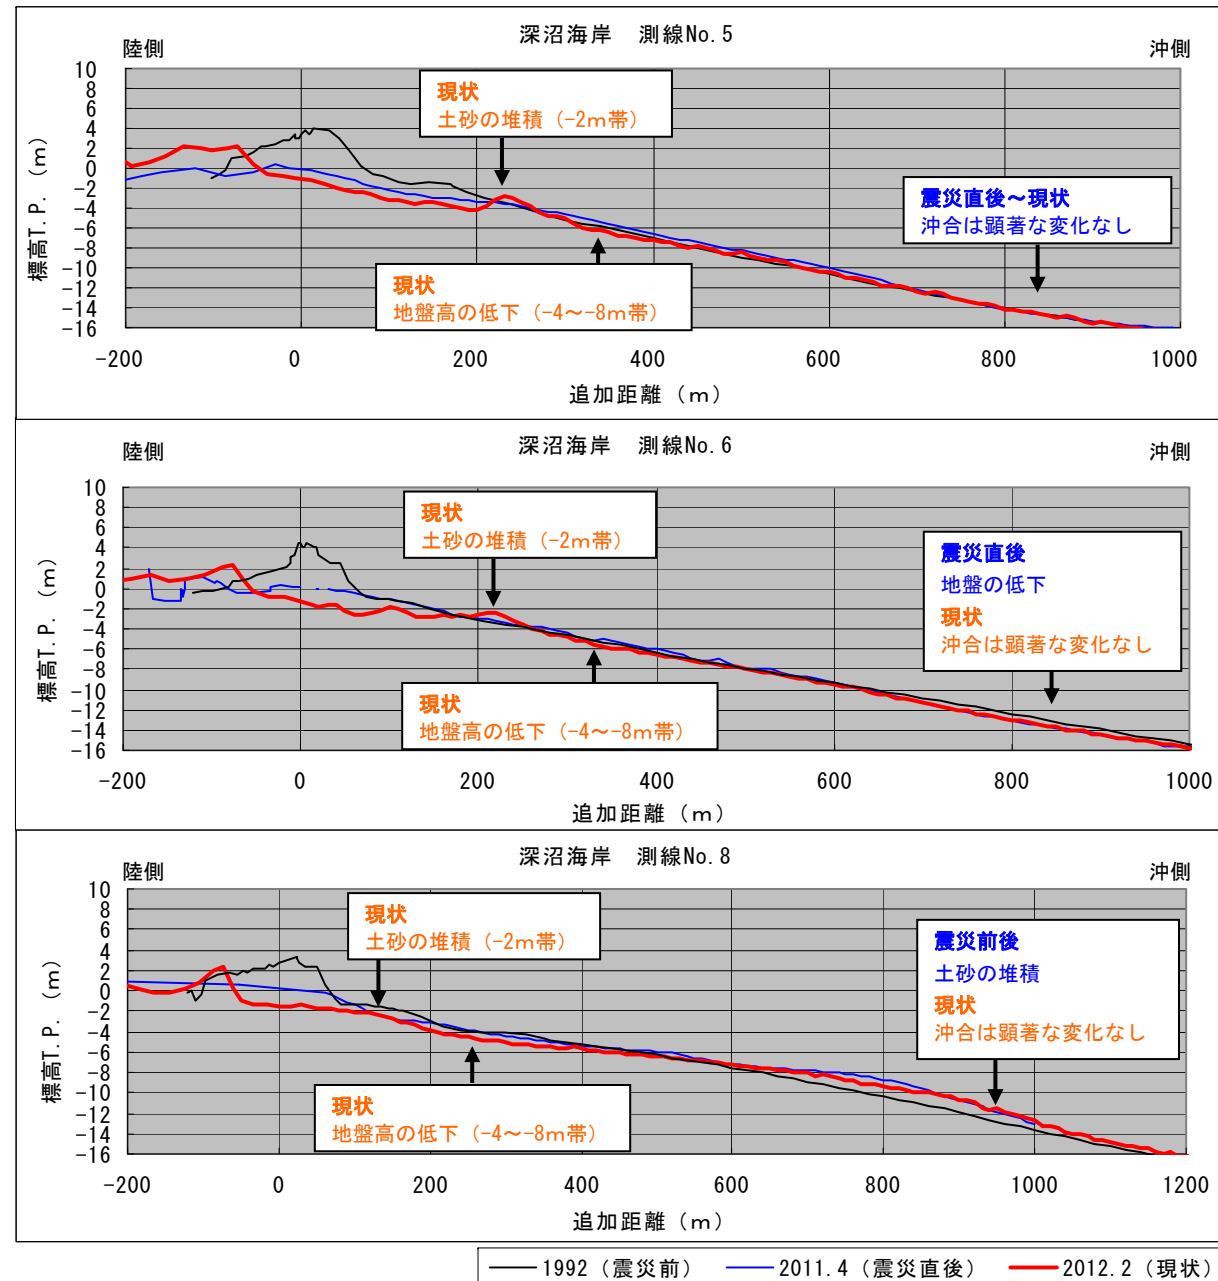 深沼海岸　測線No.5
陸側
沖側
標高T.P. (m)
10
8
6
4
2
0
-2
-4
-6
-8
-10
-12
-14
-16
現状
土砂の堆積（-2m帯）
震災直後～現状
沖合は顕著な変化なし
現状
地盤高の低下（-4～-8m帯）
-200 0 200 400 600 800 1000
追加距離（m）
深沼海岸　測線No.6
陸側
沖側
標高T.P. (m)
10
8
6
4
2
0
-2
-4
-6
-8
-10
-12
-14
-16
現状
土砂の堆積（-2m帯）
震災直後
地盤の低下
現状
沖合は顕著な変化なし
現状
地盤高の低下（-4～-8m帯）
-200 0 200 400 600 800 1000
追加距離（m）
深沼海岸　測線No.8
陸側
沖側
標高T.P. (m)
10
8
6
4
2
0
-2
-4
-6
-8
-10
-12
-14
-16
現状
土砂の堆積（-2m帯）
震災前後
土砂の堆積
現状
沖合は顕著な変化なし
現状
地盤高の低下（-4～-8m帯）
-200 0 200 400 600 800 1000 1200
追加距離（m）
1992（震災前） 2011.4（震災直後） 2012.2（現状）